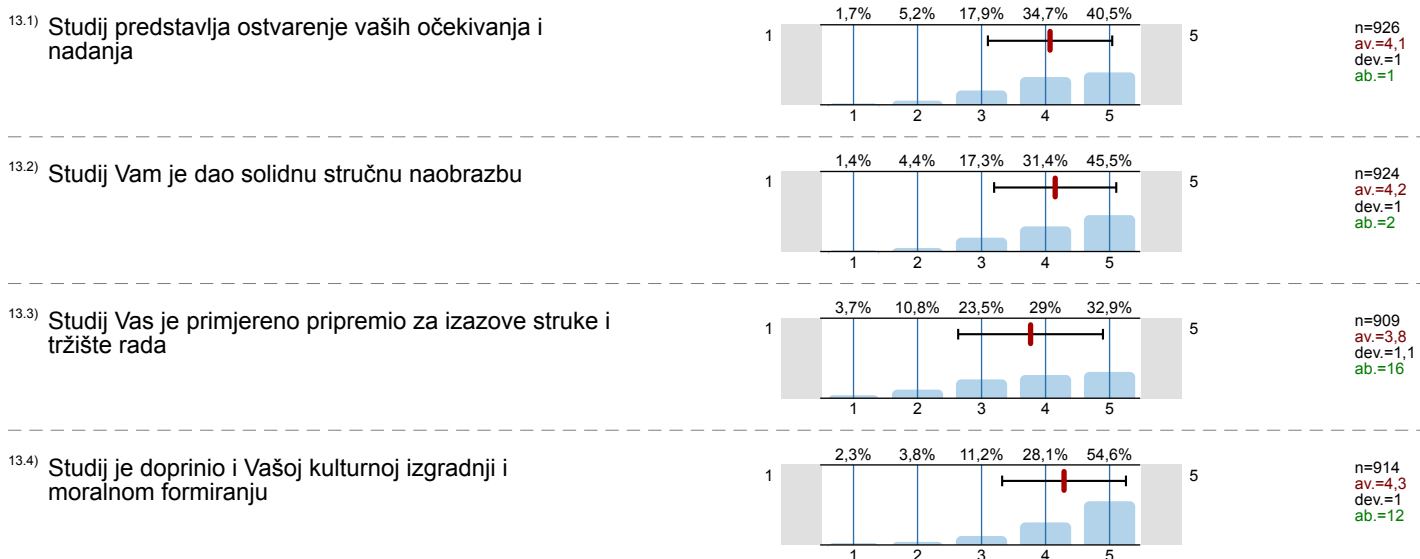 13.1) Studij predstavlja ostvarenje vaših očekivanja i
nadanja
1,7% 5,2% 17,9% 34,7% 40,5%
1 5
1 2 3 4 5
n=926
av.=4,1
dev.=1
ab.=1
13.2) Studij Vam je dao solidnu stručnu naobrazbu
1,4% 4,4% 17,3% 31,4% 45,5%
1 5
1 2 3 4 5
n=924
av.=4,2
dev.=1
ab.=2
13.3) Studij Vas je primjereno pripremio za izazove struke i
tržište rada
3,7% 10,8% 23,5% 29% 32,9%
1 5
1 2 3 4 5
n=909
av.=3,8
dev.=1,1
ab.=16
13.4) Studij je doprinio i Vašoj kulturnoj izgradnji i
moralnom formiranju
2,3% 3,8% 11,2% 28,1% 54,6%
1 5
1 2 3 4 5
n=914
av.=4,3
dev.=1
ab.=12